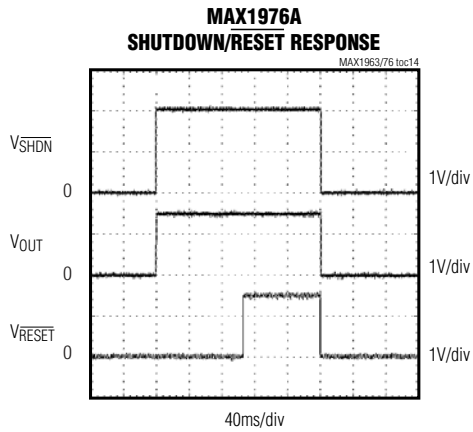 MAX1976A
SHUTDOWN/RESET RESPONSE
MAX1963/76 toc14
VSHDN
0
1V/div
VOUT
0
1V/div
VRESET
0
1V/div
40ms/div